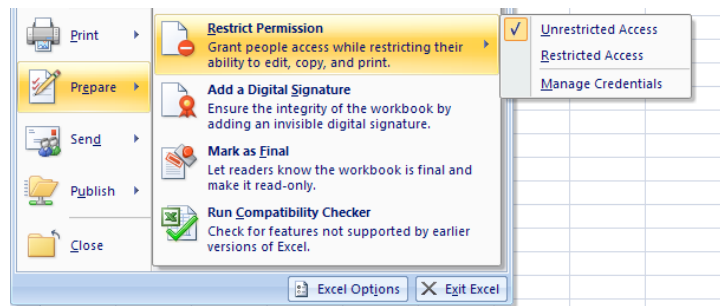 Print
Prepare
Send
Publish
Close
Restrict Permission
Grant people access while restricting their
ability to edit, copy, and print.
Add a Digital Signature
Ensure the integrity of the workbook by
adding an invisible digital signature.
Mark as Final
Let readers know the workbook is final and
make it read-only.
Run Compatibility Checker
Check for features not supported by earlier
versions of Excel.
Unrestricted Access
Restricted Access
Manage Credentials
Excel Options
Exit Excel